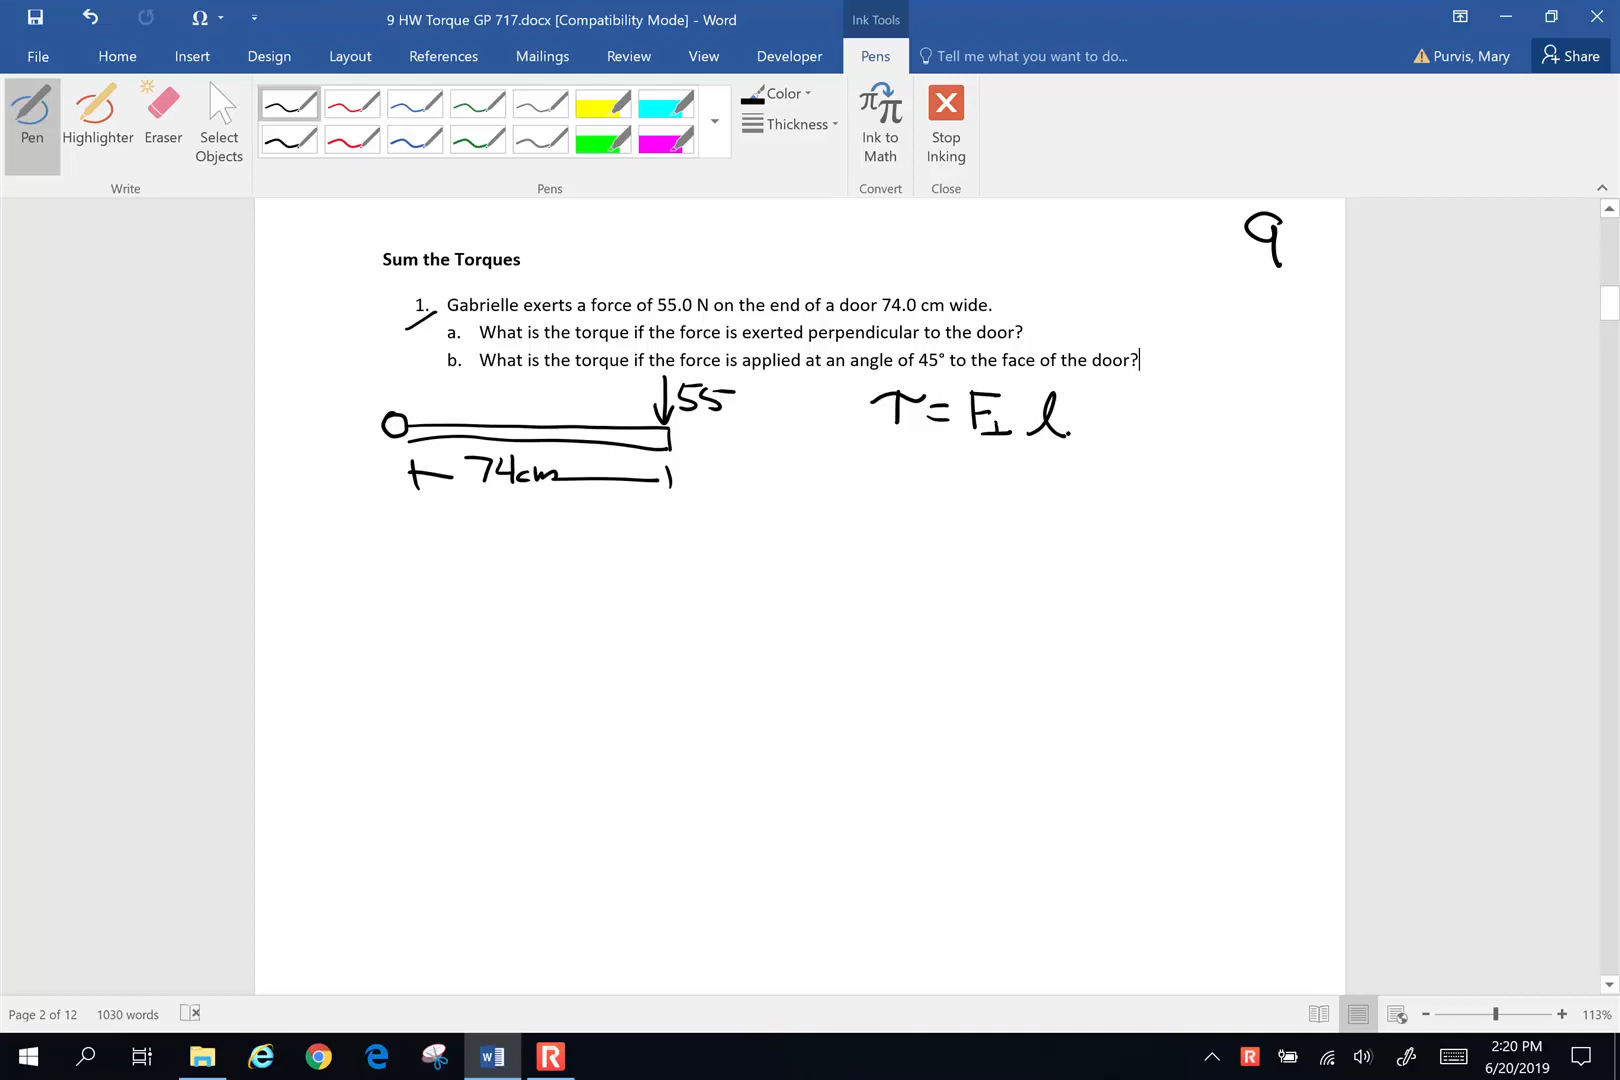 9 HW Torque GP 717.docx [Compatibility Mode] - Word
Ink Tools
File Home Insert Design Layout References Mailings Review View Developer Pens Tell me what you want to do... Purvis, Mary Share
Pen Highlighter Eraser Select Objects
Color
Thickness
Ink to Math
Stop Inking
Write Pens Convert Close
9
Sum the Torques
1. Gabrielle exerts a force of 55.0 N on the end of a door 74.0 cm wide.
a. What is the torque if the force is exerted perpendicular to the door?
b. What is the torque if the force is applied at an angle of 45° to the face of the door?
55
τ = F⊥ l
74cm
Page 2 of 12 1030 words 113%
2:20 PM
6/20/2019